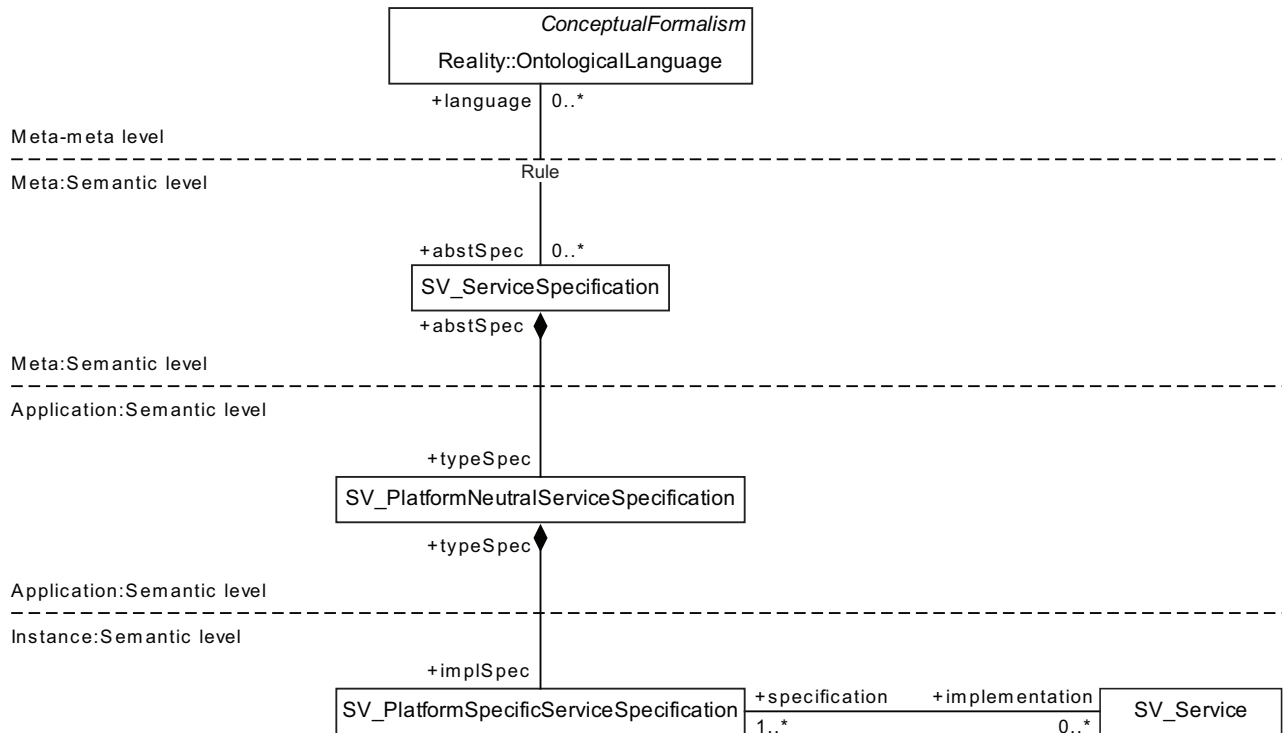 ConceptualFormalism
Reality::OntologicalLanguage
+language 0..*
Meta-meta level
Rule
Meta:Semantic level
+abstSpec 0..*
SV_ServiceSpecification
+abstSpec
Meta:Semantic level
Application:Semantic level
+typeSpec
SV_PlatformNeutralServiceSpecification
+typeSpec
Application:Semantic level
Instance:Semantic level
+implSpec
SV_PlatformSpecificServiceSpecification
+specification +implementation
SV_Service
1..* 0..*